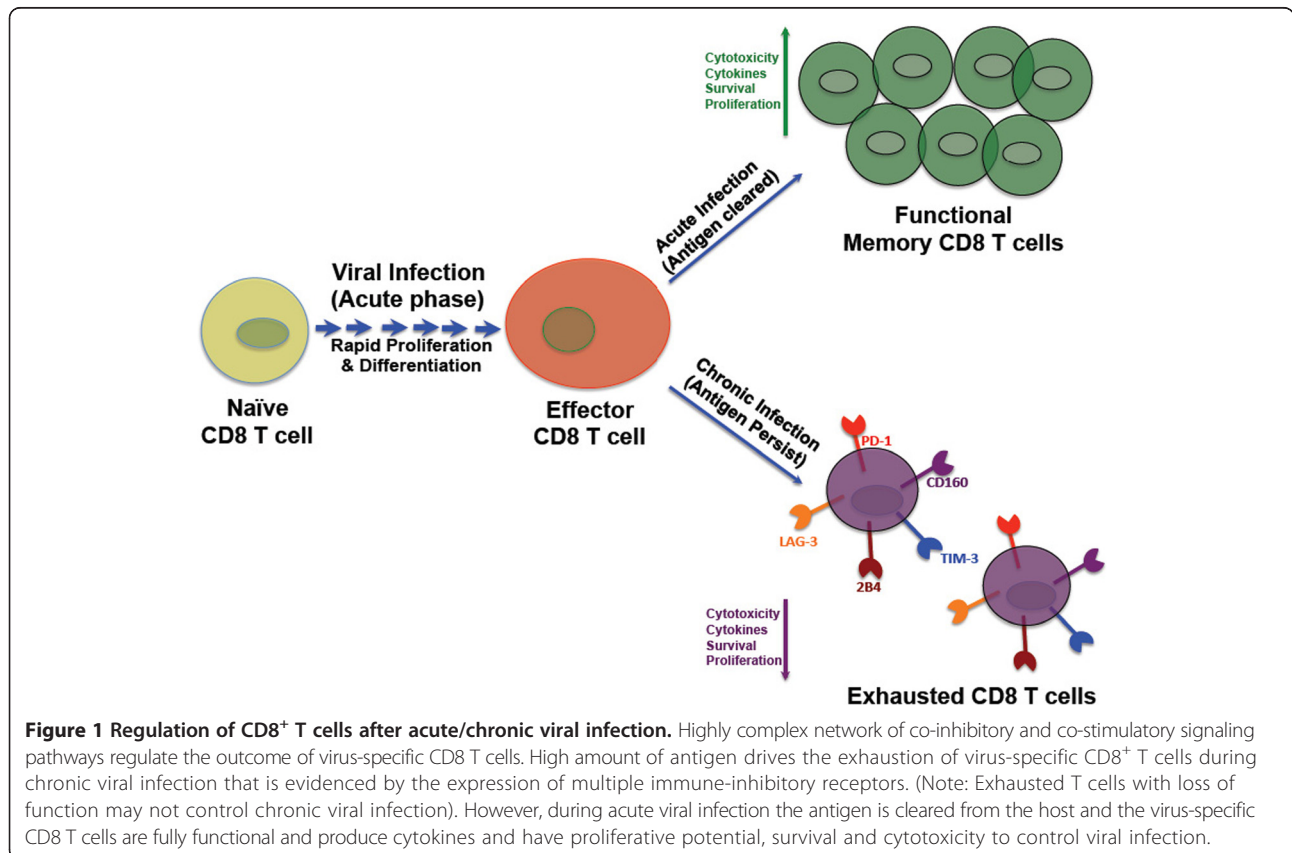 Cytotoxicity
Cytokines
Survival
Proliferation
Functional
Memory CD8 T cells
Acute Infection
(Antigen cleared)
Viral Infection
(Acute phase)
Rapid Proliferation
& Differentiation
Naïve
CD8 T cell
Effector
CD8 T cell
Chronic Infection
(Antigen Persist)
PD-1
CD160
LAG-3
TIM-3
2B4
Cytotoxicity
Cytokines
Survival
Proliferation
Exhausted CD8 T cells
Figure 1 Regulation of CD8⁺ T cells after acute/chronic viral infection. Highly complex network of co-inhibitory and co-stimulatory signaling
pathways regulate the outcome of virus-specific CD8 T cells. High amount of antigen drives the exhaustion of virus-specific CD8⁺ T cells during
chronic viral infection that is evidenced by the expression of multiple immune-inhibitory receptors. (Note: Exhausted T cells with loss of
function may not control chronic viral infection). However, during acute viral infection the antigen is cleared from the host and the virus-specific
CD8 T cells are fully functional and produce cytokines and have proliferative potential, survival and cytotoxicity to control viral infection.